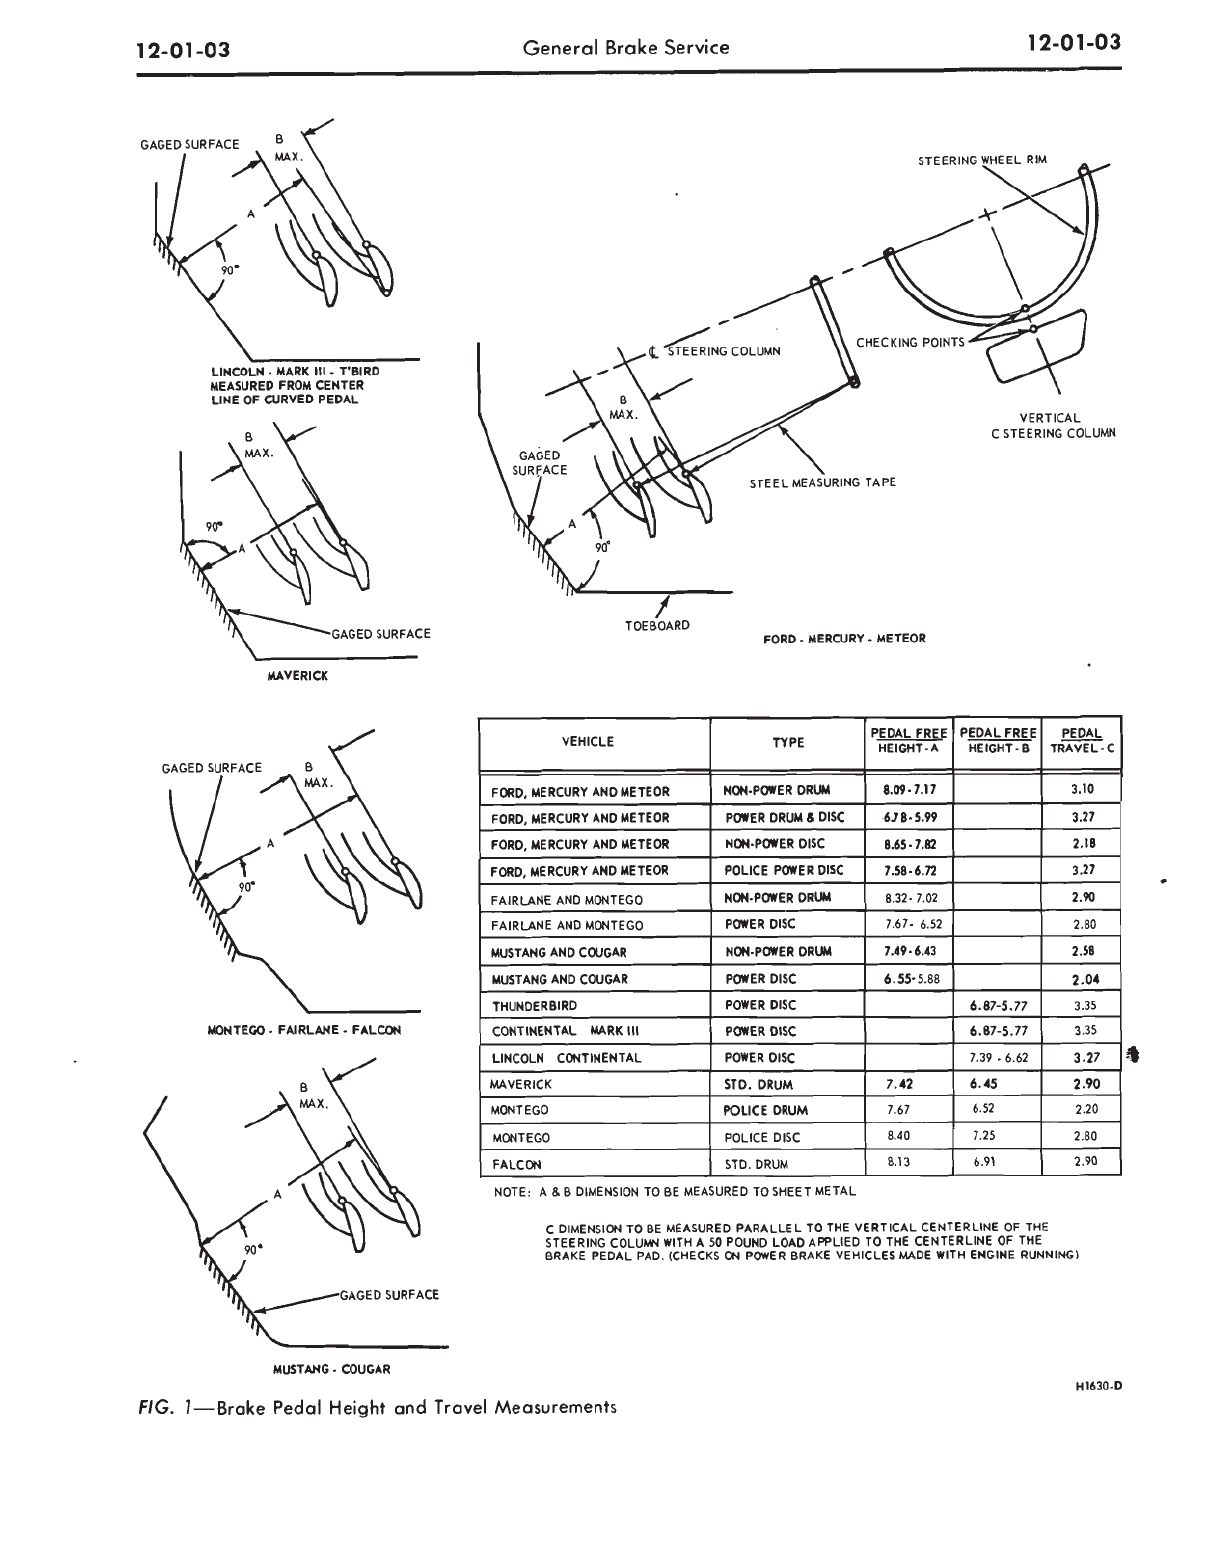 12-01-03 General Brake Service 12-01-03
GAGED SURFACE
B
MAX.
A
90°
LINCOLN - MARK III - T'BIRD
MEASURED FROM CENTER
LINE OF CURVED PEDAL
B
MAX.
90°
A
GAGED SURFACE
MAVERICK
STEERING WHEEL RIM
CHECKING POINTS
VERTICAL
C STEERING COLUMN
℄ STEERING COLUMN
B
MAX.
GAGED
SURFACE
STEEL MEASURING TAPE
A
90°
TOEBOARD
FORD - MERCURY - METEOR
GAGED SURFACE
B
MAX.
A
90°
MONTEGO - FAIRLANE - FALCON
B
MAX.
A
90°
GAGED SURFACE
MUSTANG - COUGAR
VEHICLE TYPE PEDAL FREE HEIGHT-A PEDAL FREE HEIGHT-B PEDAL TRAVEL-C
FORD, MERCURY AND METEOR NON-POWER DRUM 8.09-7.17 3.10
FORD, MERCURY AND METEOR POWER DRUM & DISC 3.27
FORD, MERCURY AND METEOR NON-POWER DISC 8.65-7.82 2.18
FORD, MERCURY AND METEOR POLICE POWER DISC 7.58-6.72 3.27
FAIRLANE AND MONTEGO NON-POWER DRUM 8.32-7.02 2.90
FAIRLANE AND MONTEGO POWER DISC 7.67- 6.52 2.80
MUSTANG AND COUGAR NON-POWER DRUM 7.49-6.43 2.58
MUSTANG AND COUGAR POWER DISC 6.55-5.88 2.04
THUNDERBIRD POWER DISC 6.87-5.77 3.35
CONTINENTAL MARK III POWER DISC 6.87-5.77 3.35
LINCOLN CONTINENTAL POWER DISC 7.39 - 6.62 3.27
MAVERICK STD. DRUM 7.42 6.45 2.90
MONTEGO POLICE DRUM 7.67 6.52 2.20
MONTEGO POLICE DISC 8.40 7.25 2.80
FALCON STD. DRUM 8.13 6.91 2.90
NOTE: A & B DIMENSION TO BE MEASURED TO SHEET METAL
C DIMENSION TO BE MEASURED PARALLEL TO THE VERTICAL CENTERLINE OF THE
STEERING COLUMN WITH A 50 POUND LOAD APPLIED TO THE CENTERLINE OF THE
BRAKE PEDAL PAD. (CHECKS ON POWER BRAKE VEHICLES MADE WITH ENGINE RUNNING)
H1630-D
FIG. 1—Brake Pedal Height and Travel Measurements